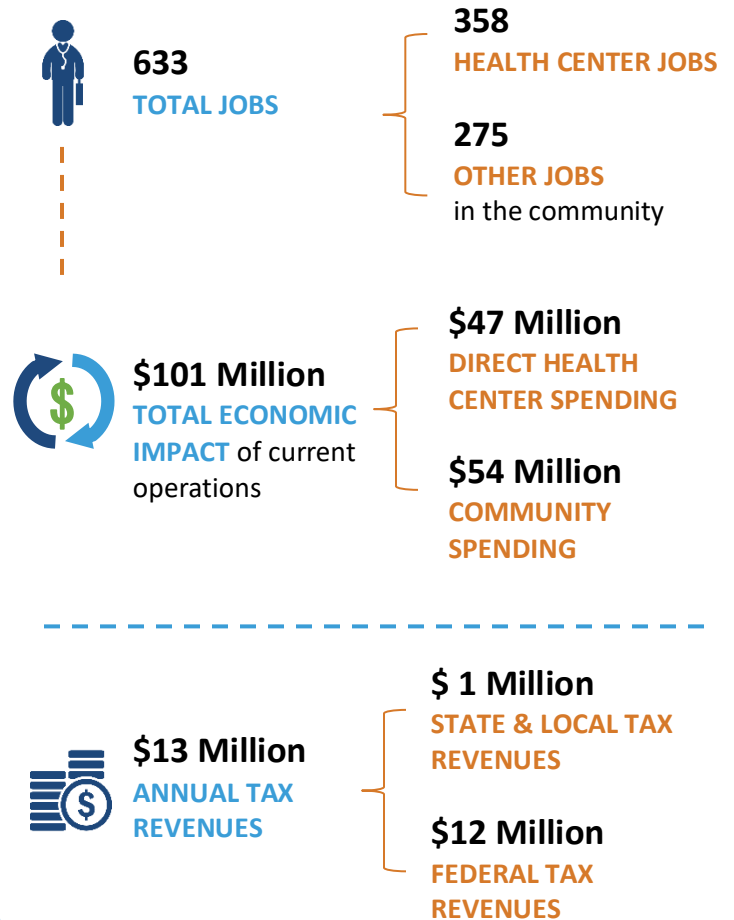 633
TOTAL JOBS
358
HEALTH CENTER JOBS
275
OTHER JOBS
in the community
$101 Million
TOTAL ECONOMIC
IMPACT of current
operations
$47 Million
DIRECT HEALTH
CENTER SPENDING
$54 Million
COMMUNITY
SPENDING
$13 Million
ANNUAL TAX
REVENUES
$ 1 Million
STATE & LOCAL TAX
REVENUES
$12 Million
FEDERAL TAX
REVENUES